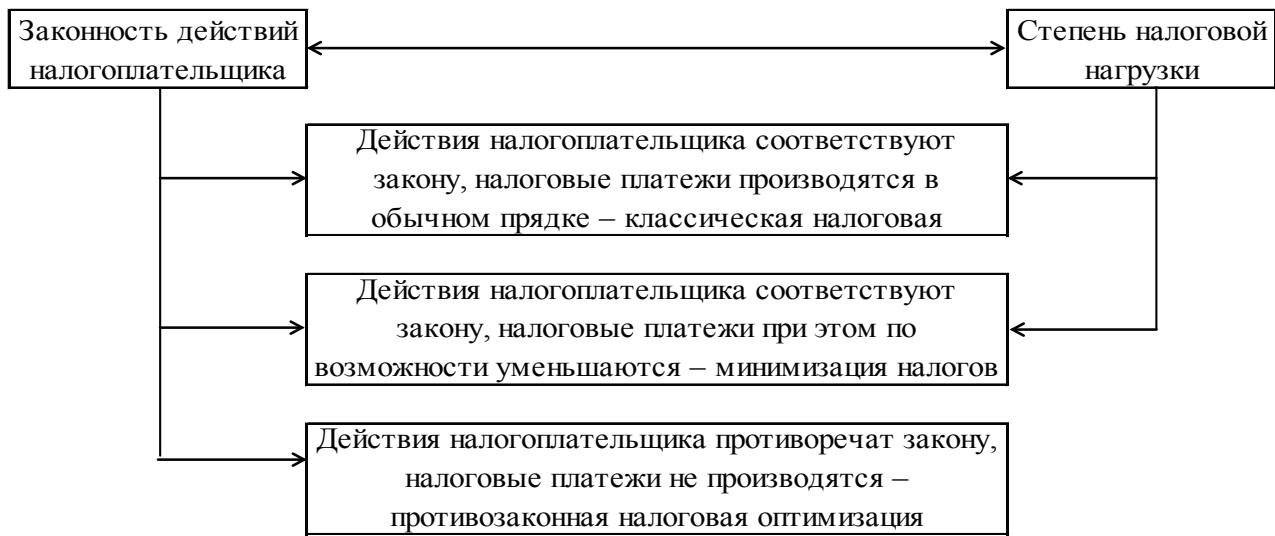 Законность действий
налогоплательщика
Степень налоговой
нагрузки
Действия налогоплательщика соответствуют
закону, налоговые платежи производятся в
обычном прядке – классическая налоговая
Действия налогоплательщика соответствуют
закону, налоговые платежи при этом по
возможности уменьшаются – минимизация налогов
Действия налогоплательщика противоречат закону,
налоговые платежи не производятся –
противозаконная налоговая оптимизация